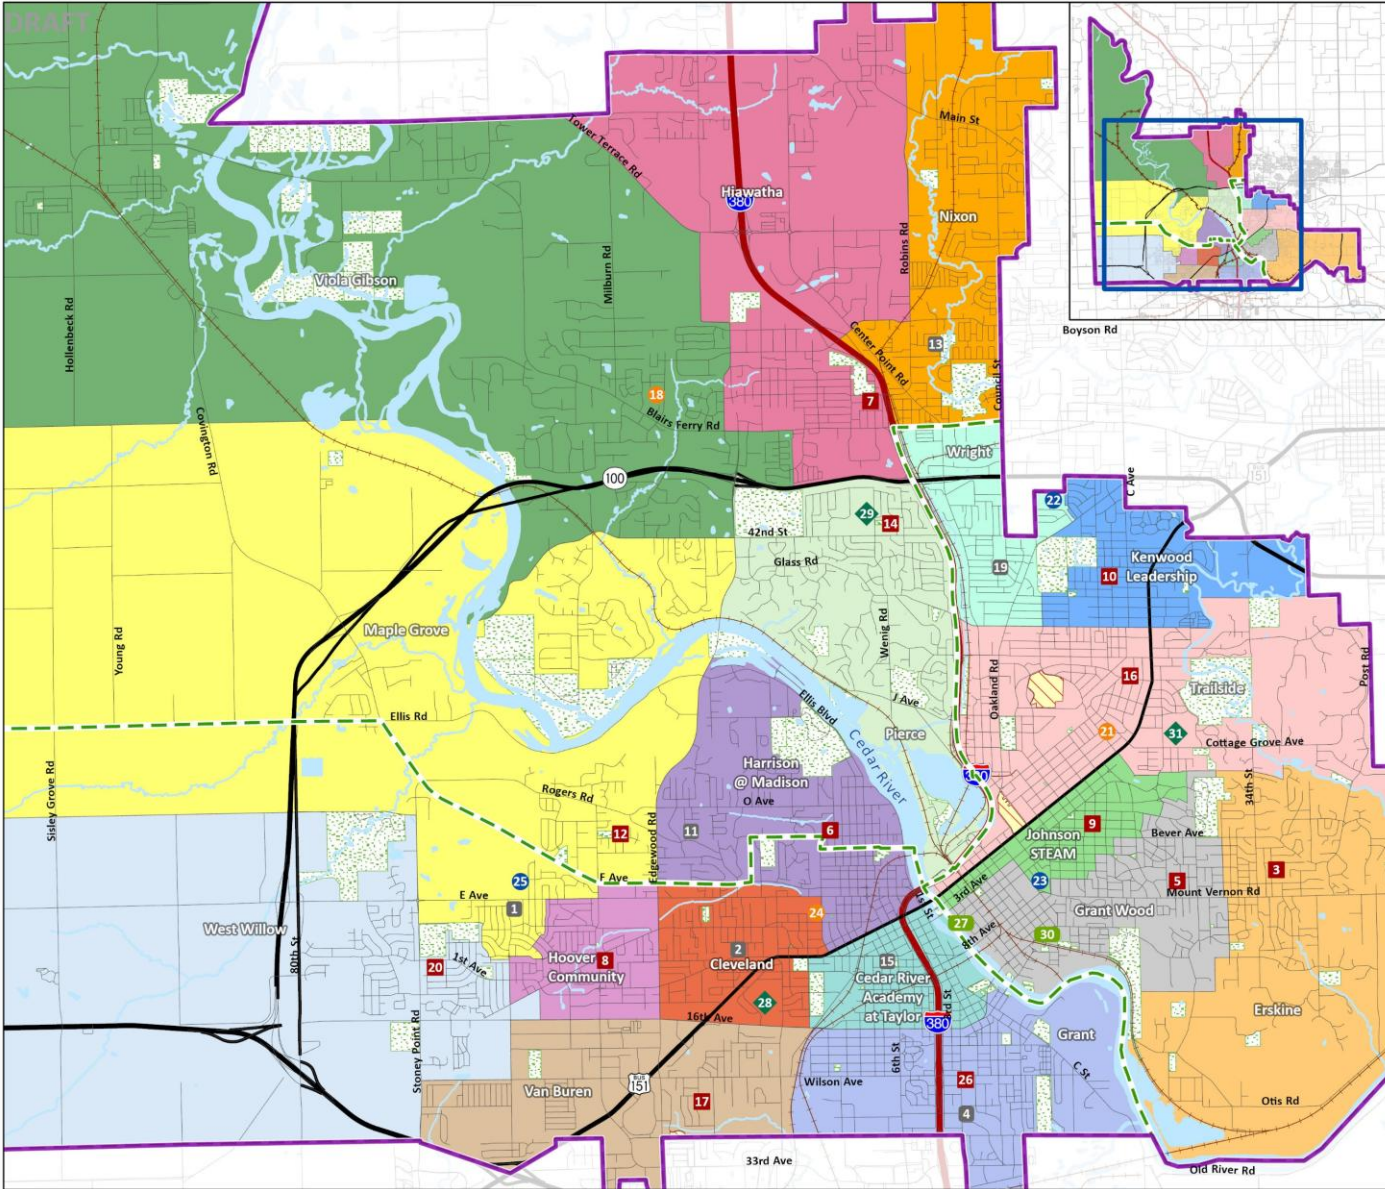 DRAFT
Tower Terrace Rd
Main St
Hiawatha
380
Nixon
Robins Rd
Milburn Rd
Viola Gibson
Hollenbeck Rd
Boyson Rd
Center Point Rd
13
Council St
18
7
Blairs Ferry Rd
Covington Rd
Wright
100
151
C Ave
22
29
14
42nd St
Glass Rd
19
Kenwood
Leadership
10
Maple Grove
Young Rd
Wenig Rd
Oakland Rd
Post Rd
16
Trailside
J Ave
Ellis Rd
Ellis Blvd
Pierce
21
31
Cottage Grove Ave
Cedar River
Harrison
@ Madison
380
34th St
Sisley Grove Rd
Rogers Rd
O Ave
12
Edgewood Rd
11
6
9
Johnson
STEAM
Bever Ave
F Ave
25
E Ave
1
24
3rd Ave
23
5
3
Mount Vernon Rd
1st St
27
Grant Wood
30
8th Ave
West Willow
80th St
20
1st Ave
Hoover
Community
8
2
Cleveland
15
Cedar River
Academy
at Taylor
28
16th Ave
3rd St
380
Erskine
Grant
Stoney Point Rd
6th St
C St
Van Buren
BUS
151
17
Wilson Ave
26
4
Otis Rd
33rd Ave
Old River Rd